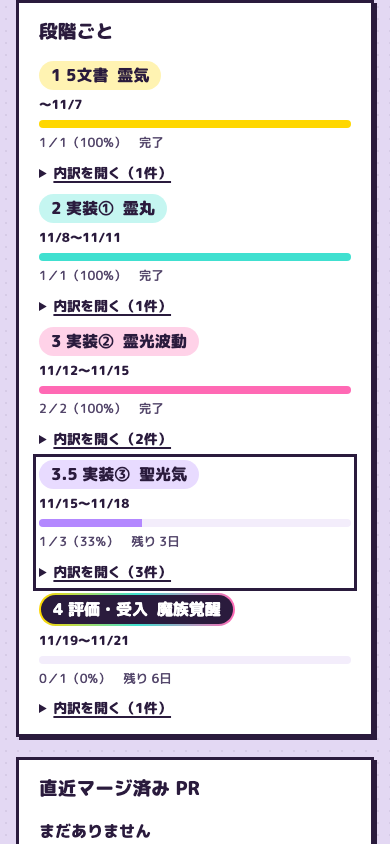 段階ごと
1 5文書 霊気
〜11/7
1／1（100%） 完了
▶ 内訳を開く（1件）
2 実装① 霊丸
11/8〜11/11
1／1（100%） 完了
▶ 内訳を開く（1件）
3 実装② 霊光波動
11/12〜11/15
2／2（100%） 完了
▶ 内訳を開く（2件）
3.5 実装③ 聖光気
11/15〜11/18
1／3（33%） 残り 3日
▶ 内訳を開く（3件）
4 評価・受入 魔族覚醒
11/19〜11/21
0／1（0%） 残り 6日
▶ 内訳を開く（1件）
直近マージ済み PR
まだありません